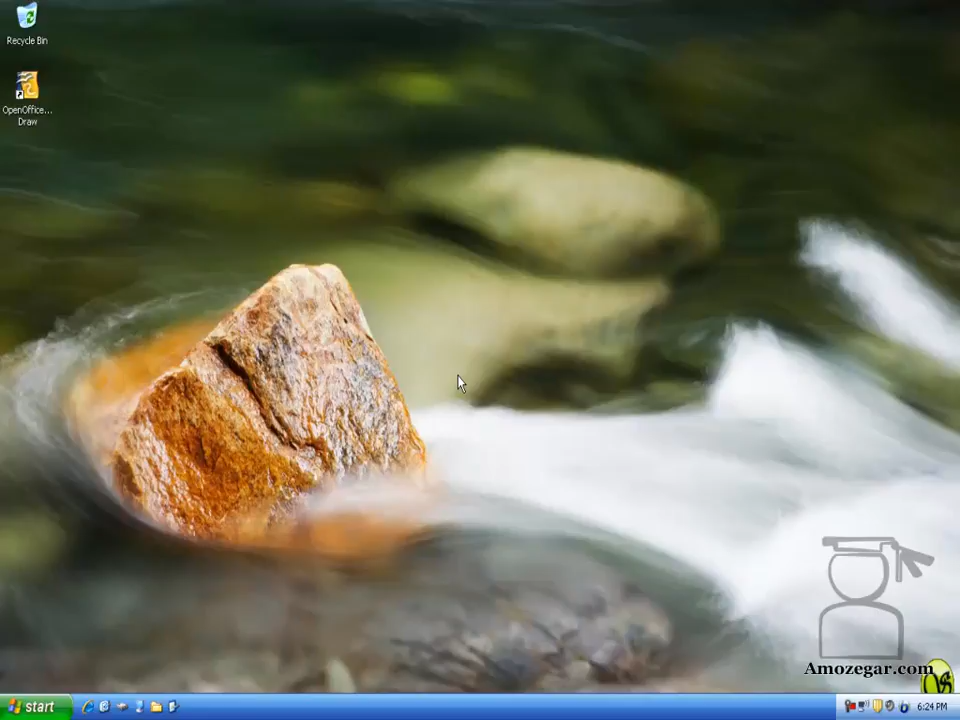 Recycle Bin
OpenOffice...
Draw
Amozegar.com
start
6:24 PM